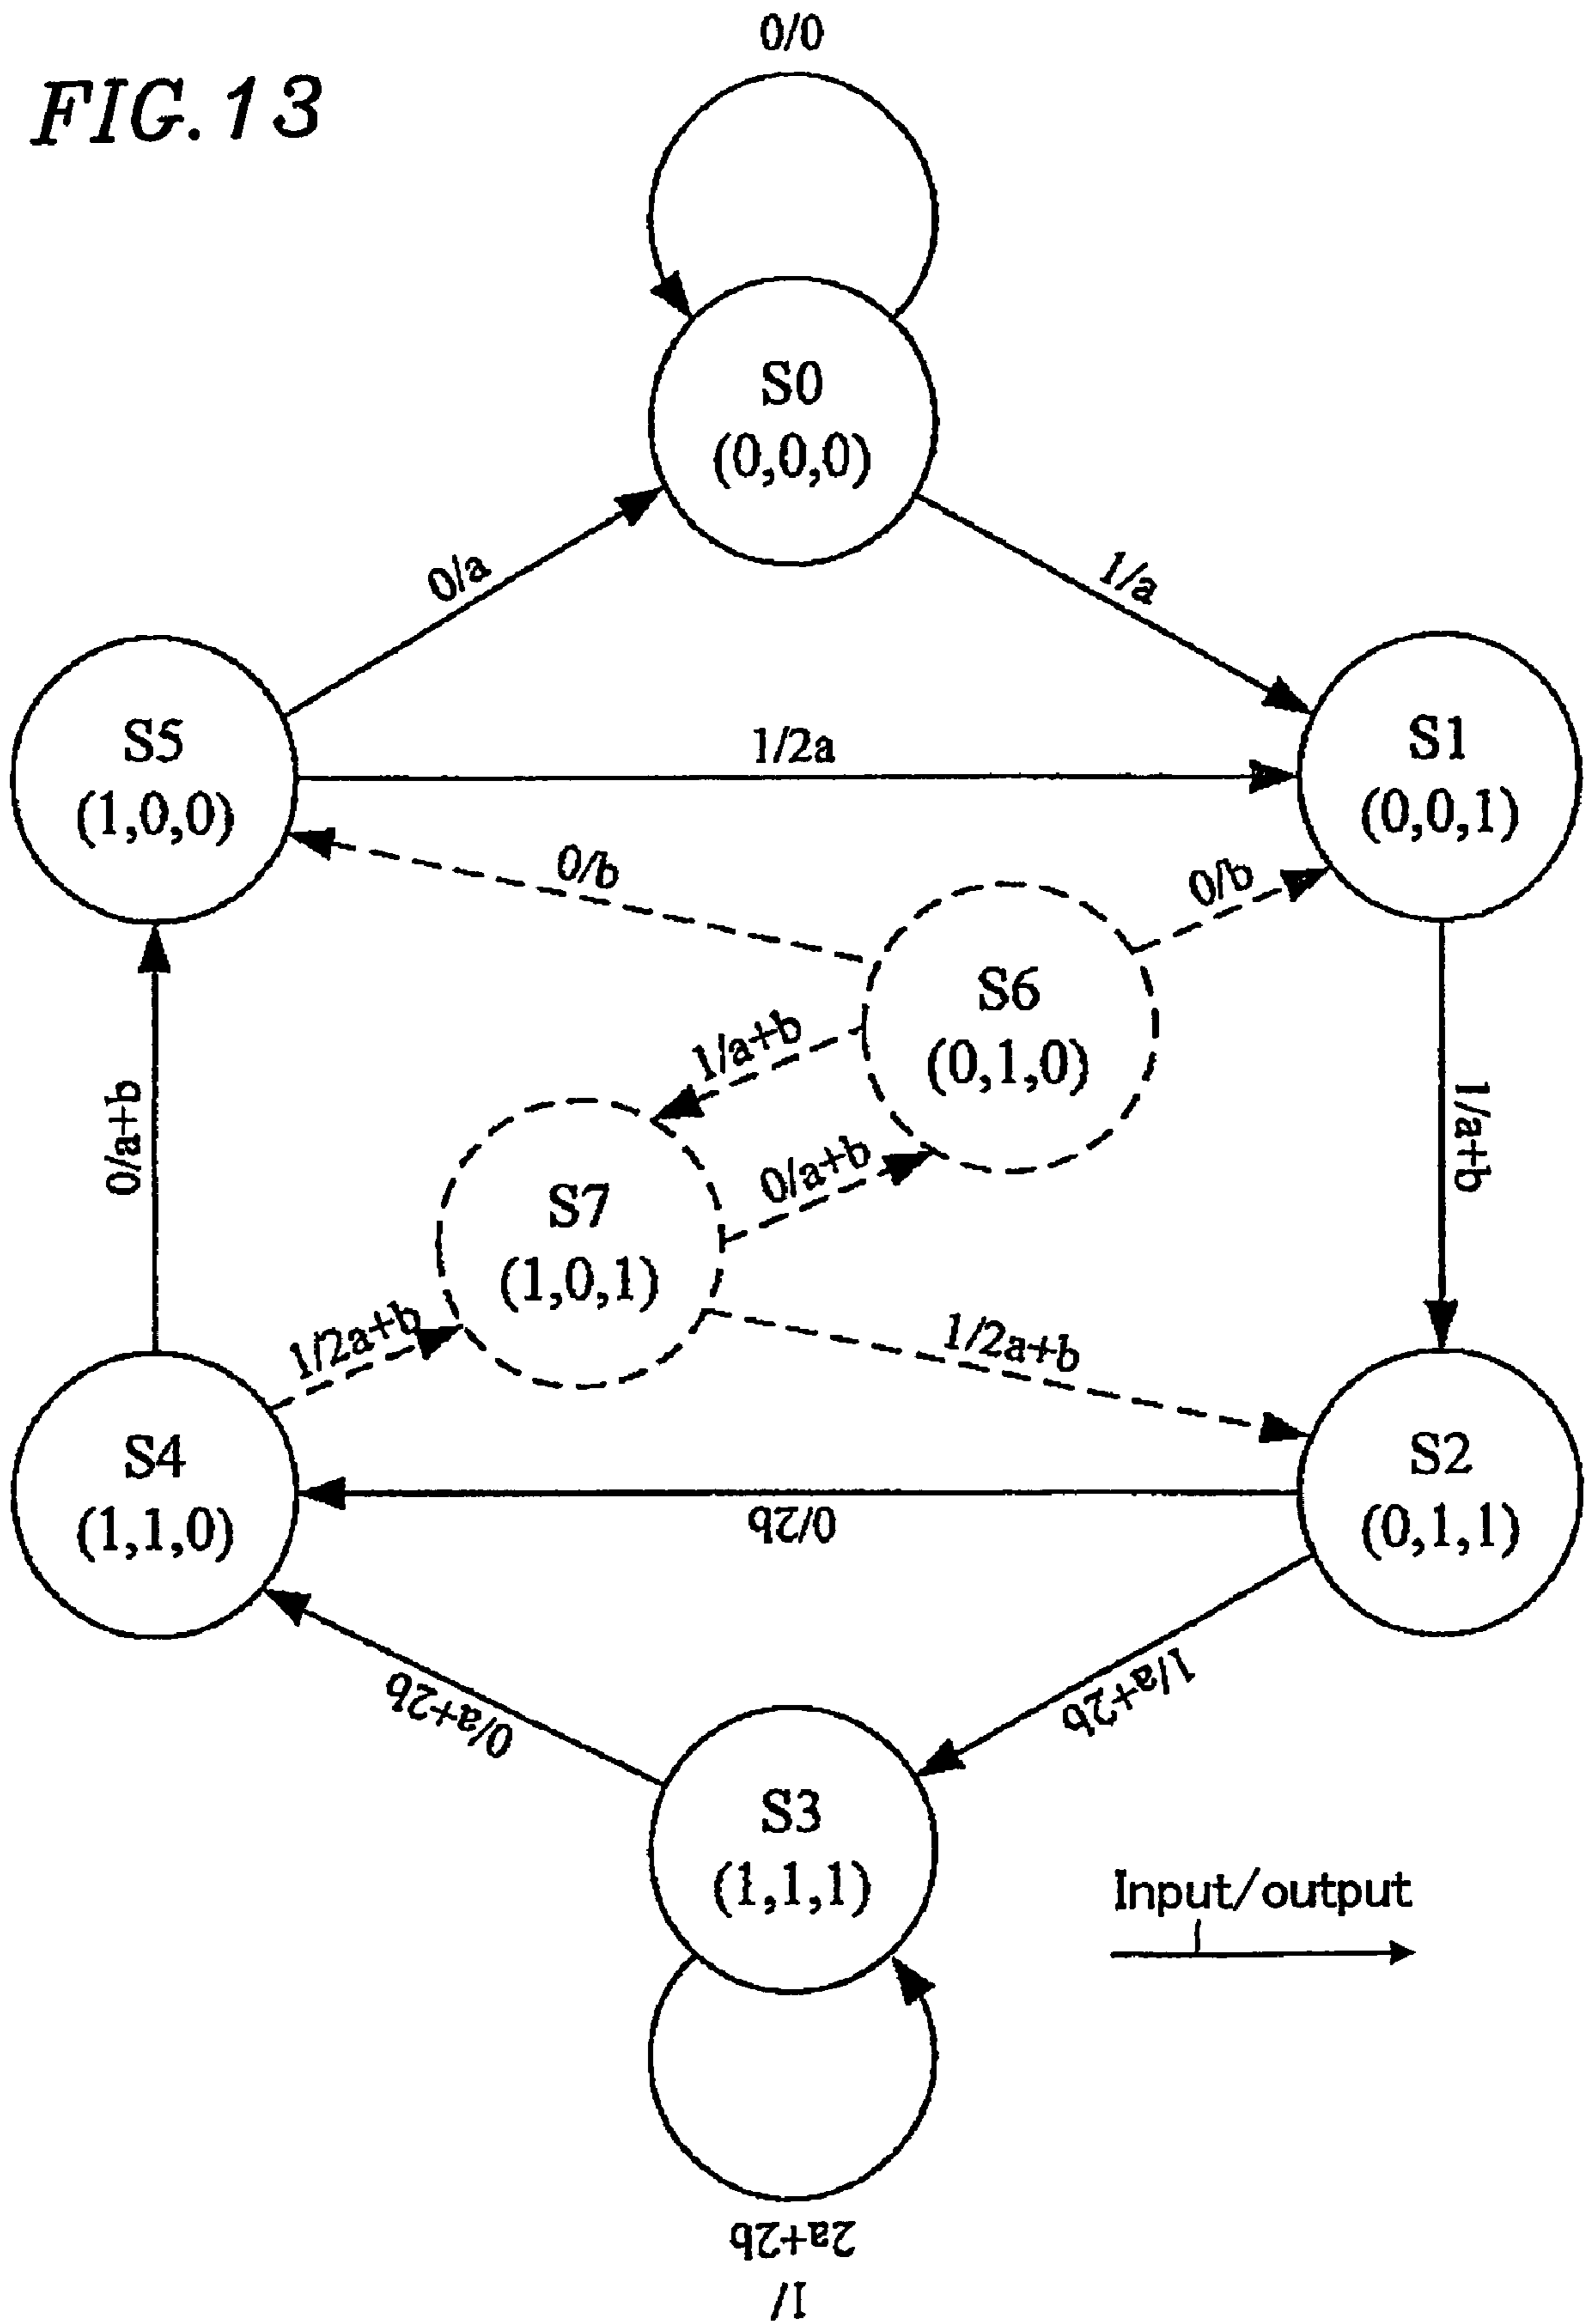 FIG.13
0/0
S0
(0,0,0)
0/a
1/a
S5
(1,0,0)
1/2a
S1
(0,0,1)
0/b
0/b
S6
(0,1,0)
1/a+b
0/a+b
1/a+b
0/a+b
S7
(1,0,1)
1/2a+b
1/2a+b
S4
(1,1,0)
0/2b
S2
(0,1,1)
0/a+2b
1/a+2b
S3
(1,1,1)
Input/output
1/
2a+2b